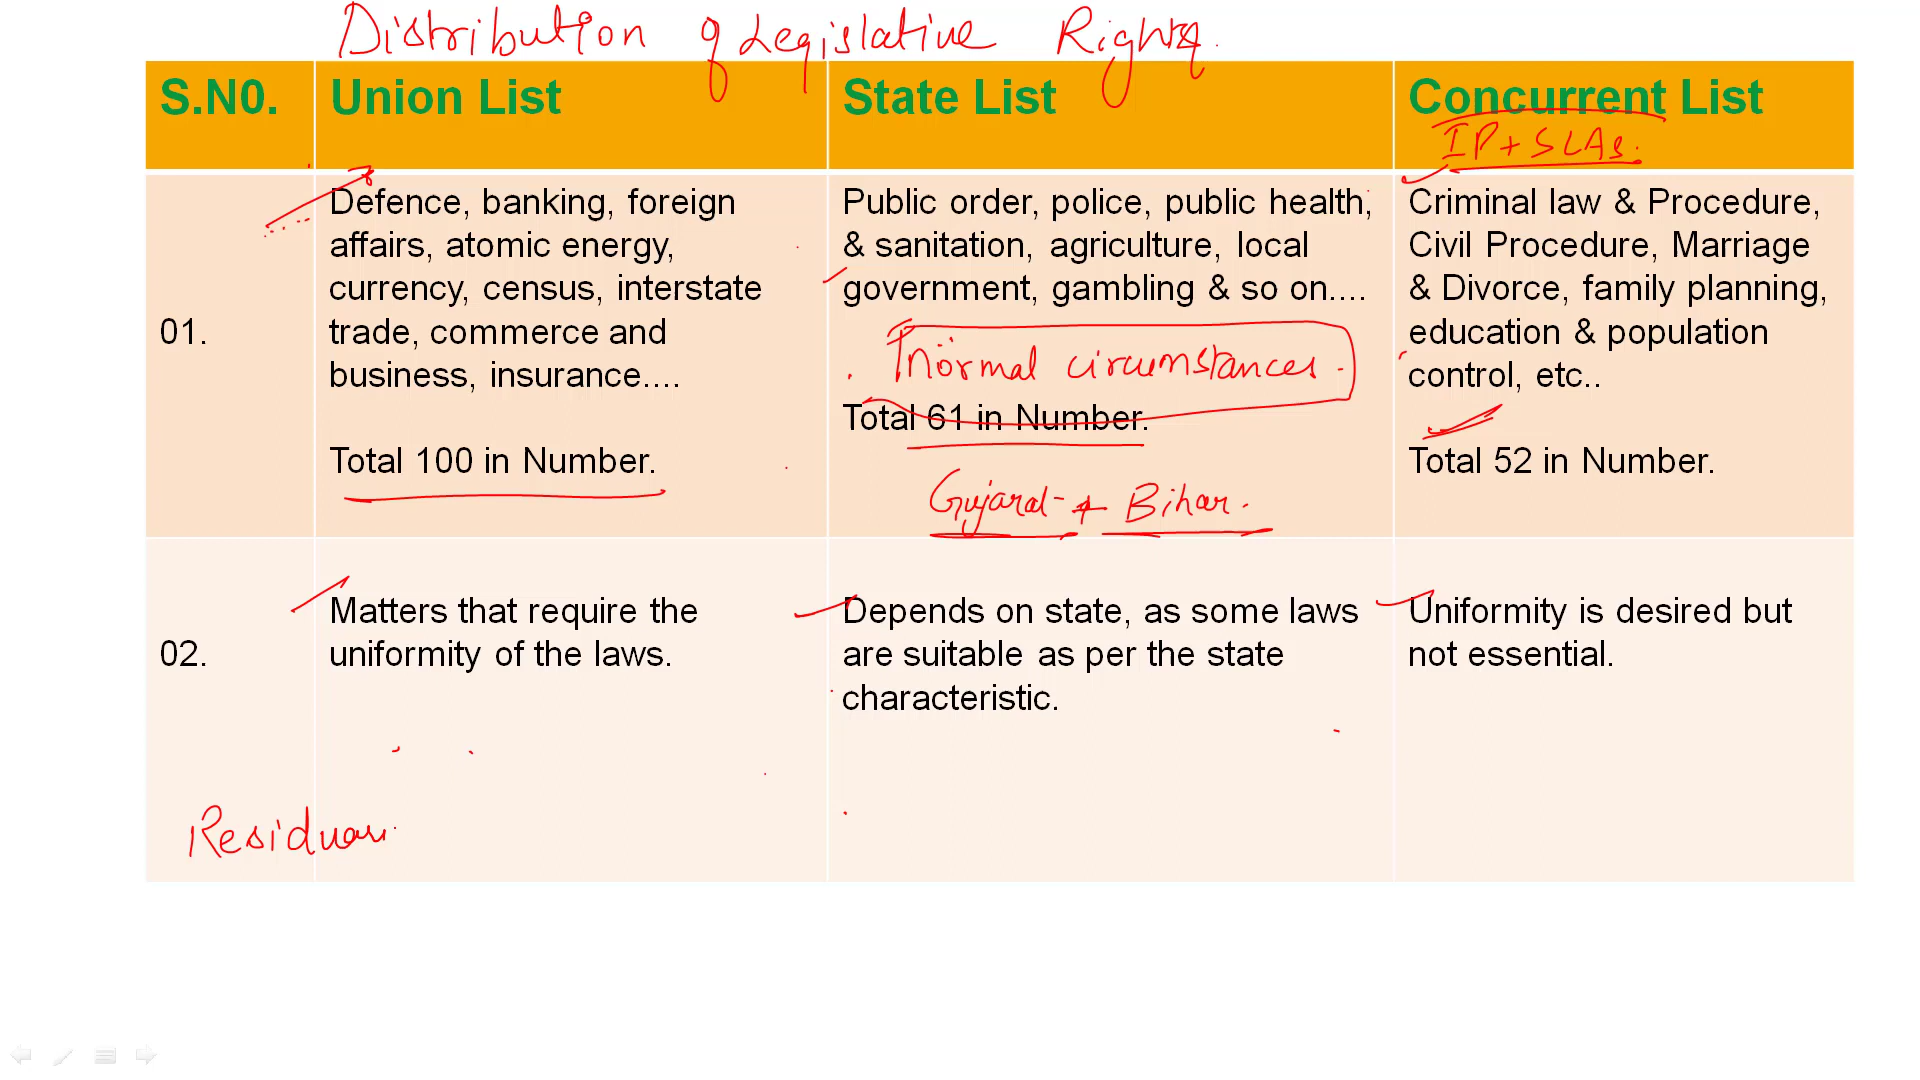 Distribution of Legislative Rights.
S.N0. Union List State List Concurrent List
IP + SLAs.
01.
Defence, banking, foreign
affairs, atomic energy,
currency, census, interstate
trade, commerce and
business, insurance....
Total 100 in Number.
Public order, police, public health,
& sanitation, agriculture, local
government, gambling & so on....
normal circumstances.
Total 61 in Number.
Gujarat + Bihar.
Criminal law & Procedure,
Civil Procedure, Marriage
& Divorce, family planning,
education & population
control, etc..
Total 52 in Number.
02.
Matters that require the
uniformity of the laws.
Depends on state, as some laws
are suitable as per the state
characteristic.
Uniformity is desired but
not essential.